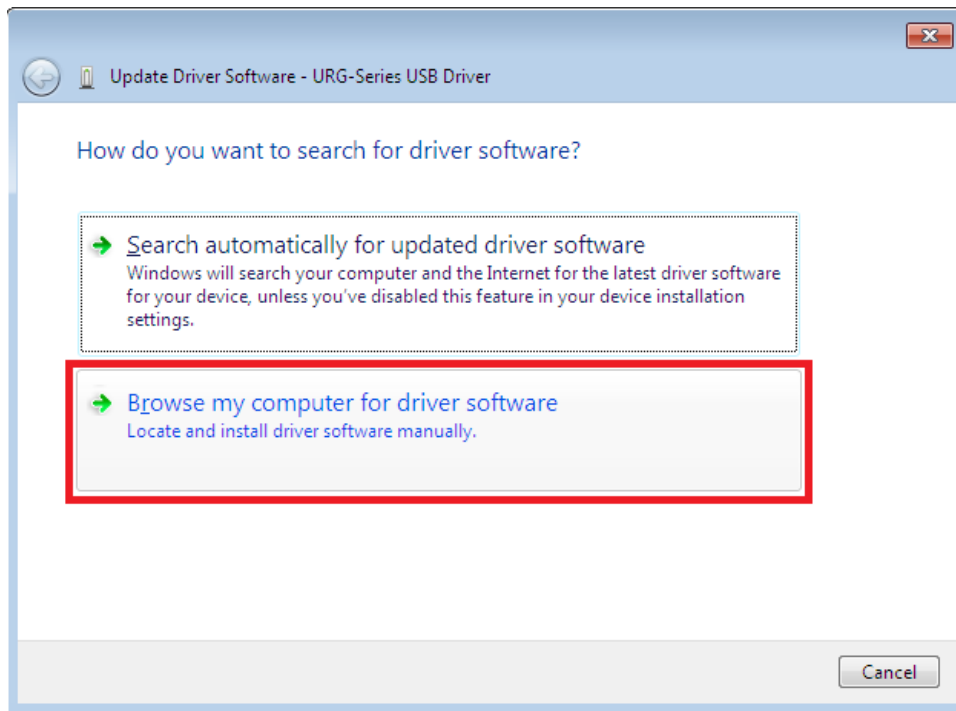 Update Driver Software - URG-Series USB Driver
How do you want to search for driver software?
Search automatically for updated driver software
Windows will search your computer and the Internet for the latest driver software
for your device, unless you've disabled this feature in your device installation
settings.
Browse my computer for driver software
Locate and install driver software manually.
Cancel